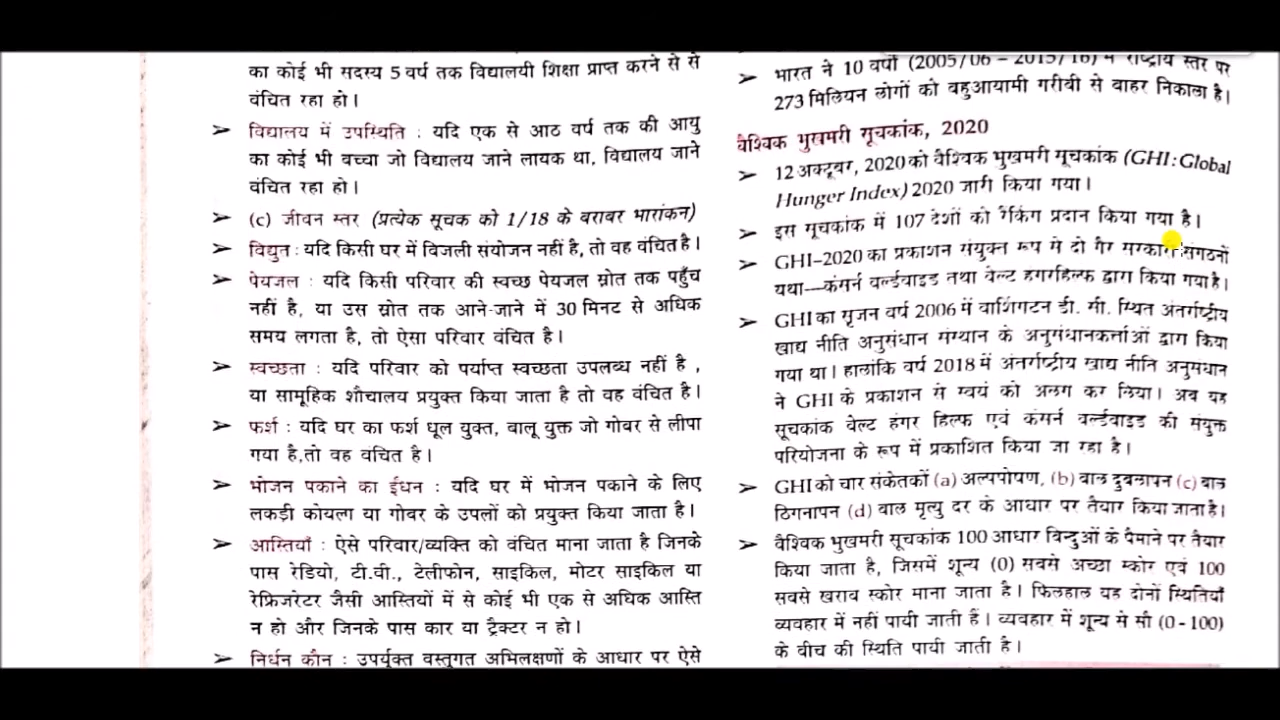 का कोई भी सदस्य 5 वर्ष तक विद्यालयी शिक्षा प्राप्त करने से से
वंचित रहा हो।
➢ विद्यालय में उपस्थिति : यदि एक से आठ वर्ष तक की आयु
का कोई भी बच्चा जो विद्यालय जाने लायक था, विद्यालय जाने
वंचित रहा हो।
➢ (c) जीवन स्तर (प्रत्येक सूचक को 1/18 के बराबर भारांकन)
➢ विद्युत : यदि किसी घर में बिजली संयोजन नहीं है, तो वह वंचित है।
➢ पेयजल : यदि किसी परिवार की स्वच्छ पेयजल स्रोत तक पहुँच
नहीं है, या उस स्रोत तक आने-जाने में 30 मिनट से अधिक
समय लगता है, तो ऐसा परिवार वंचित है।
➢ स्वच्छता : यदि परिवार को पर्याप्त स्वच्छता उपलब्ध नहीं है ,
या सामूहिक शौचालय प्रयुक्त किया जाता है तो वह वंचित है।
➢ फर्श : यदि घर का फर्श धूल युक्त, बालू युक्त जो गोबर से लीपा
गया है,तो वह वंचित है।
➢ भोजन पकाने का ईंधन : यदि घर में भोजन पकाने के लिए
लकड़ी कोयला या गोबर के उपलों को प्रयुक्त किया जाता है।
➢ आस्तियाँ : ऐसे परिवार/व्यक्ति को वंचित माना जाता है जिनके
पास रेडियो, टी.वी., टेलीफोन, साइकिल, मोटर साइकिल या
रेफ्रिजरेटर जैसी आस्तियों में से कोई भी एक से अधिक आस्ति
न हो और जिनके पास कार या ट्रैक्टर न हो।
➢ निर्धन कौन : उपर्युक्त वस्तुगत अभिलक्षणों के आधार पर ऐसे
➢ भारत ने 10 वर्षों (2005/06 – 2015/16) में राष्ट्रीय स्तर पर
273 मिलियन लोगों को बहुआयामी गरीबी से बाहर निकाला है।
वैश्विक भुखमरी सूचकांक, 2020
➢ 12 अक्टूबर, 2020 को वैश्विक भुखमरी सूचकांक (GHI : Global
Hunger Index) 2020 जारी किया गया।
➢ इस सूचकांक में 107 देशों को रैंकिंग प्रदान किया गया है।
➢ GHI–2020 का प्रकाशन संयुक्त रूप से दो गैर सरकारी संगठनों
यथा—कंसर्न वर्ल्डवाइड तथा वेल्ट हंगरहिल्फ द्वारा किया गया है।
➢ GHI का सृजन वर्ष 2006 में वाशिंगटन डी. सी. स्थित अंतर्राष्ट्रीय
खाद्य नीति अनुसंधान संस्थान के अनुसंधानकर्त्ताओं द्वारा किया
गया था। हालांकि वर्ष 2018 में अंतर्राष्ट्रीय खाद्य नीति अनुसंधान
ने GHI के प्रकाशन से स्वयं को अलग कर लिया। अब यह
सूचकांक वेल्ट हंगर हिल्फ एवं कंसर्न वर्ल्डवाइड की संयुक्त
परियोजना के रूप में प्रकाशित किया जा रहा है।
➢ GHI को चार संकेतकों (a) अल्पपोषण, (b) बाल दुबलापन (c) बाल
ठिगनापन (d) बाल मृत्यु दर के आधार पर तैयार किया जाता है।
➢ वैश्विक भुखमरी सूचकांक 100 आधार बिन्दुओं के पैमाने पर तैयार
किया जाता है, जिसमें शून्य (0) सबसे अच्छा स्कोर एवं 100
सबसे खराब स्कोर माना जाता है। फिलहाल यह दोनों स्थितियाँ
व्यवहार में नहीं पायी जाती हैं। व्यवहार में शून्य से सौ (0 - 100)
के बीच की स्थिति पायी जाती है।